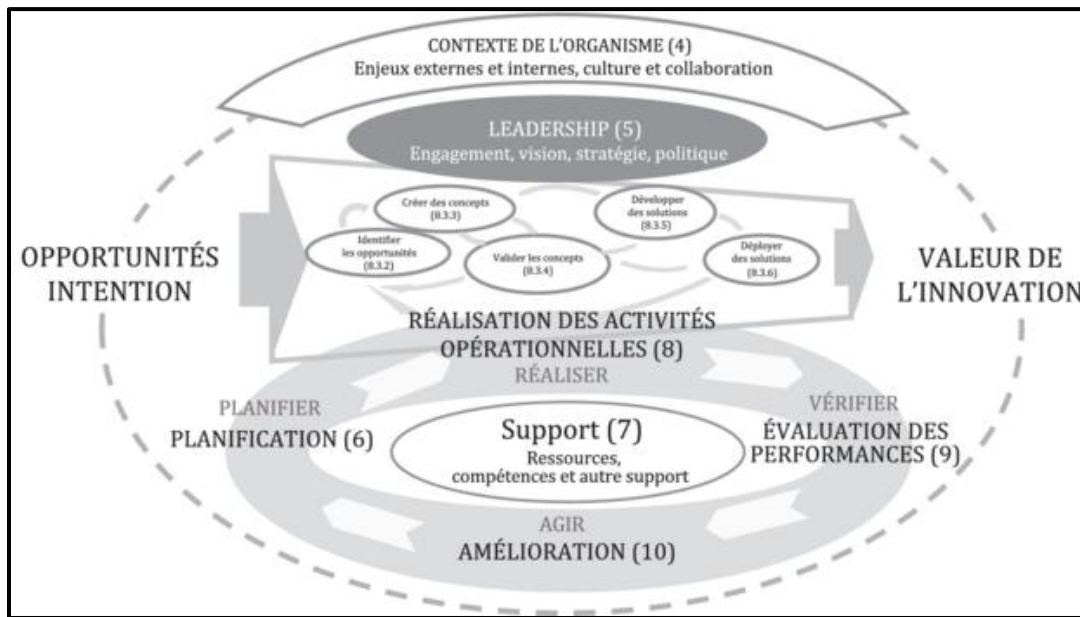 CONTEXTE DE L'ORGANISME (4)
Enjeux externes et internes, culture et collaboration
LEADERSHIP (5)
Engagement, vision, stratégie, politique
Créer des concepts
(8.3.3)
Développer
des solutions
(8.3.5)
Identifier
les opportunités
(8.3.2)
Valider les concepts
(8.3.4)
Déployer
des solutions
(8.3.6)
OPPORTUNITÉS
INTENTION
VALEUR DE
L'INNOVATION
RÉALISATION DES ACTIVITÉS
OPÉRATIONNELLES (8)
RÉALISER
PLANIFIER
PLANIFICATION (6)
Support (7)
Ressources,
compétences et autre support
VÉRIFIER
ÉVALUATION DES
PERFORMANCES (9)
AGIR
AMÉLIORATION (10)